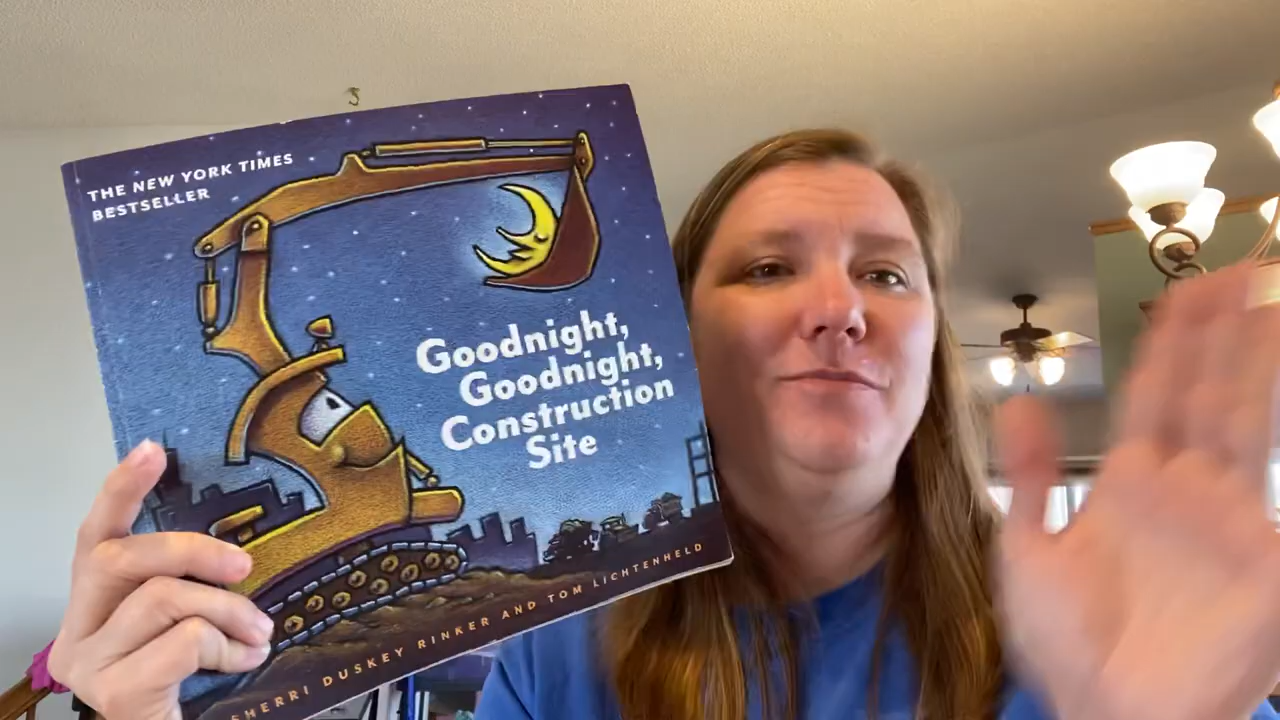 THE NEW YORK TIMES
BESTSELLER
Goodnight,
Goodnight,
Construction
Site
SHERRI DUSKEY RINKER AND TOM LICHTENHELD